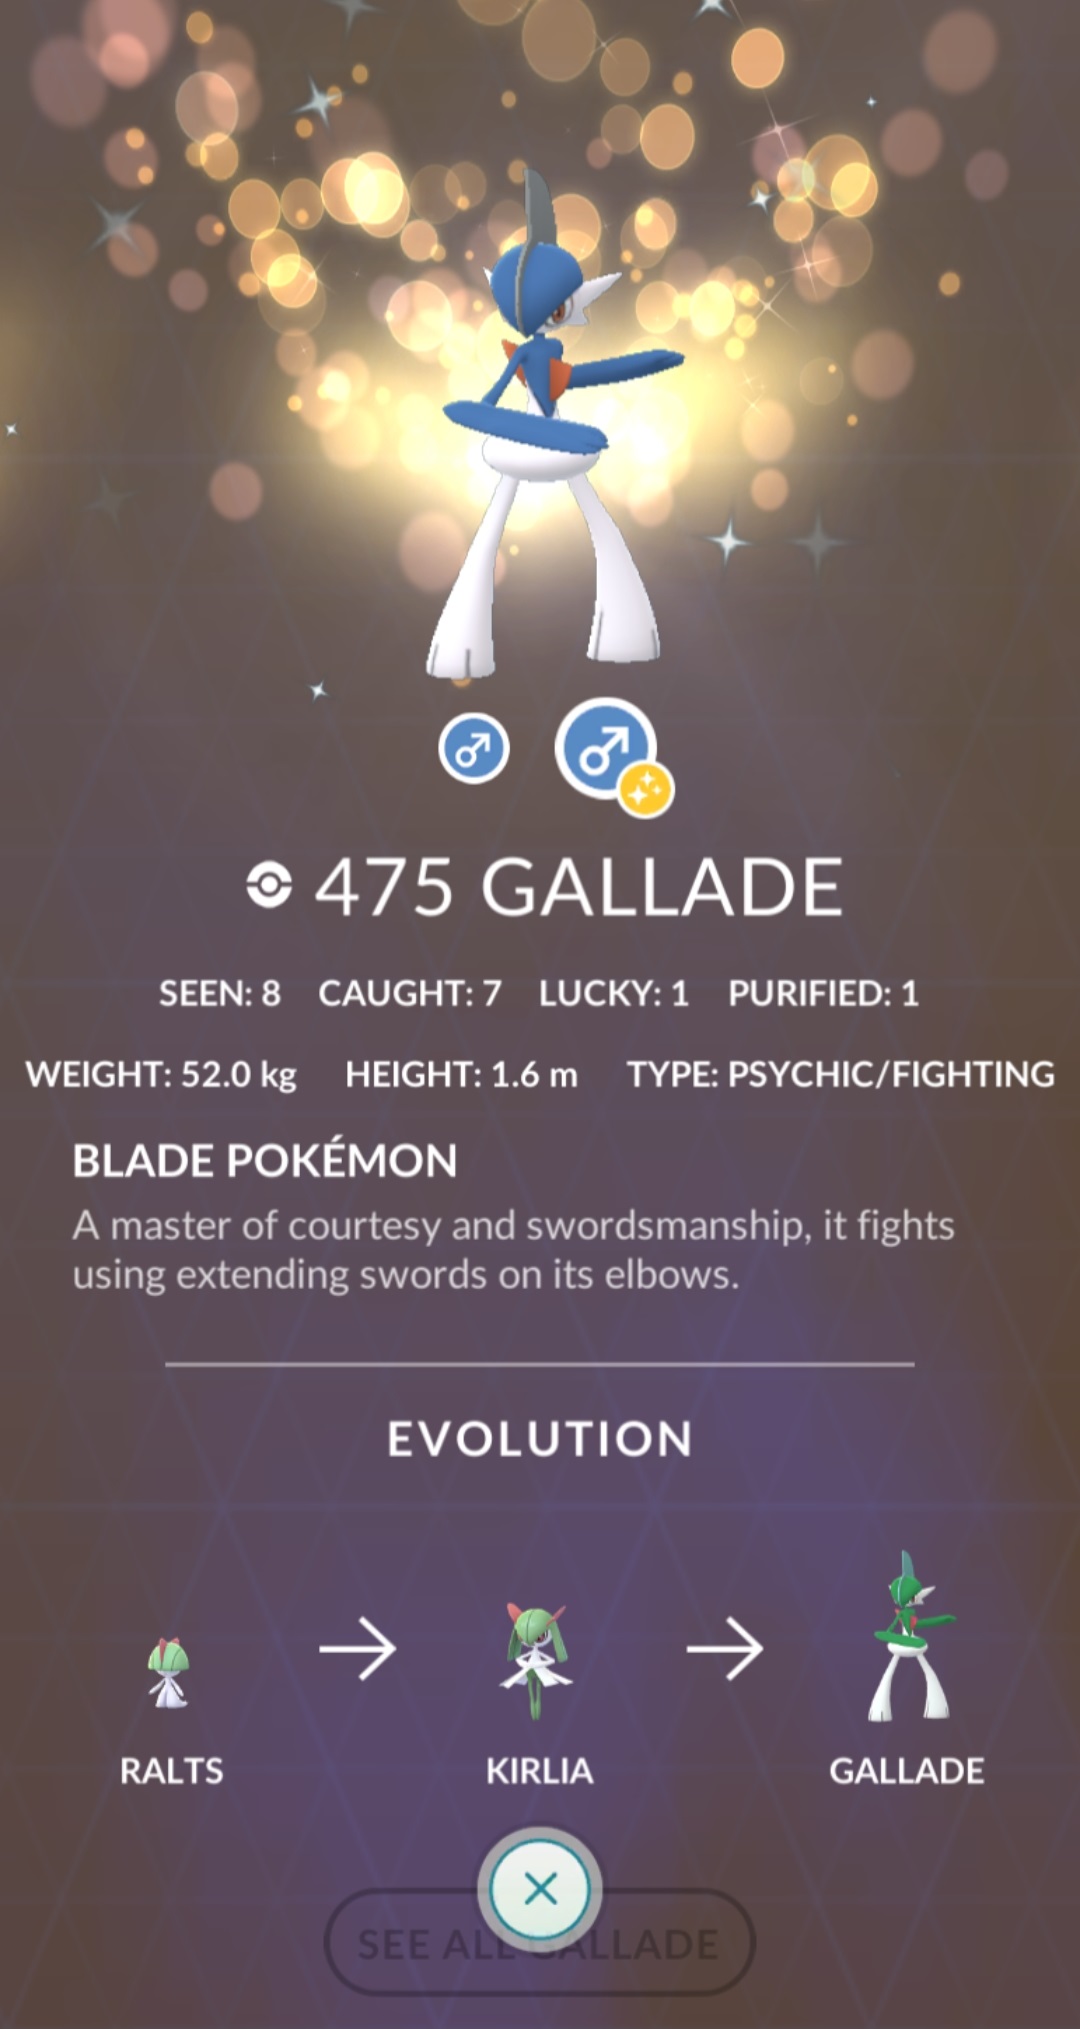 475 GALLADE
SEEN: 8 CAUGHT: 7 LUCKY: 1 PURIFIED: 1
WEIGHT: 52.0 kg HEIGHT: 1.6 m TYPE: PSYCHIC/FIGHTING
BLADE POKÉMON
A master of courtesy and swordsmanship, it fights
using extending swords on its elbows.
EVOLUTION
RALTS KIRLIA GALLADE
SEE ALL GALLADE